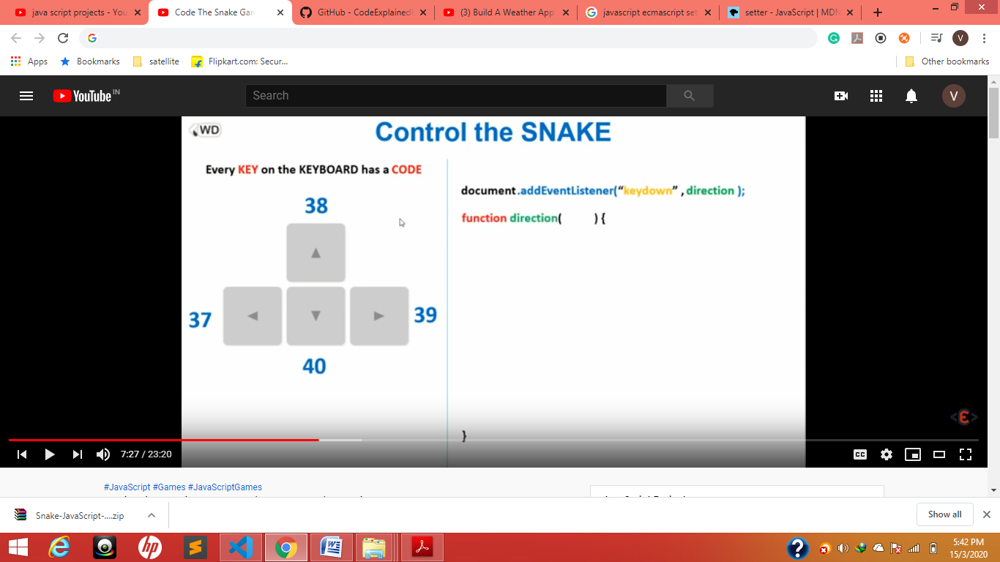 java script projects - You
Code The Snake Gam
GitHub - CodeExplained
(3) Build A Weather App
javascript ecmascript set
setter - JavaScript | MDN
V
Apps
Bookmarks
satellite
Flipkart.com: Secur...
Other bookmarks
YouTube IN
Search
V
WD
Control the SNAKE
Every KEY on the KEYBOARD has a CODE
38
37
39
40
document.addEventListener(“keydown” , direction );
function direction( ) {
}
7:27 / 23:20
CC
#JavaScript #Games #JavaScriptGames
Snake-JavaScript-....zip
Show all
5:42 PM
15/3/2020